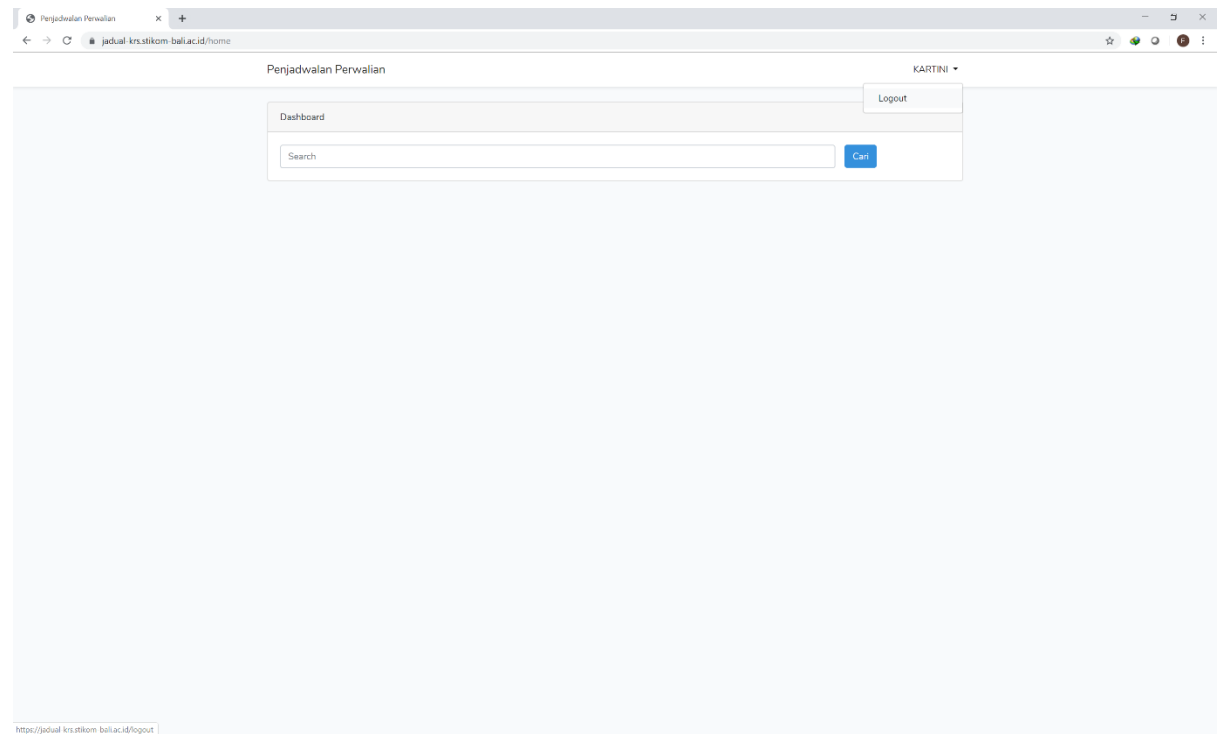 Penjadwalan Perwalian
jadual-krs.stikom-bali.ac.id/home
Penjadwalan Perwalian
KARTINI
Logout
Dashboard
Search
Cari
https://jadual-krs.stikom-bali.ac.id/logout